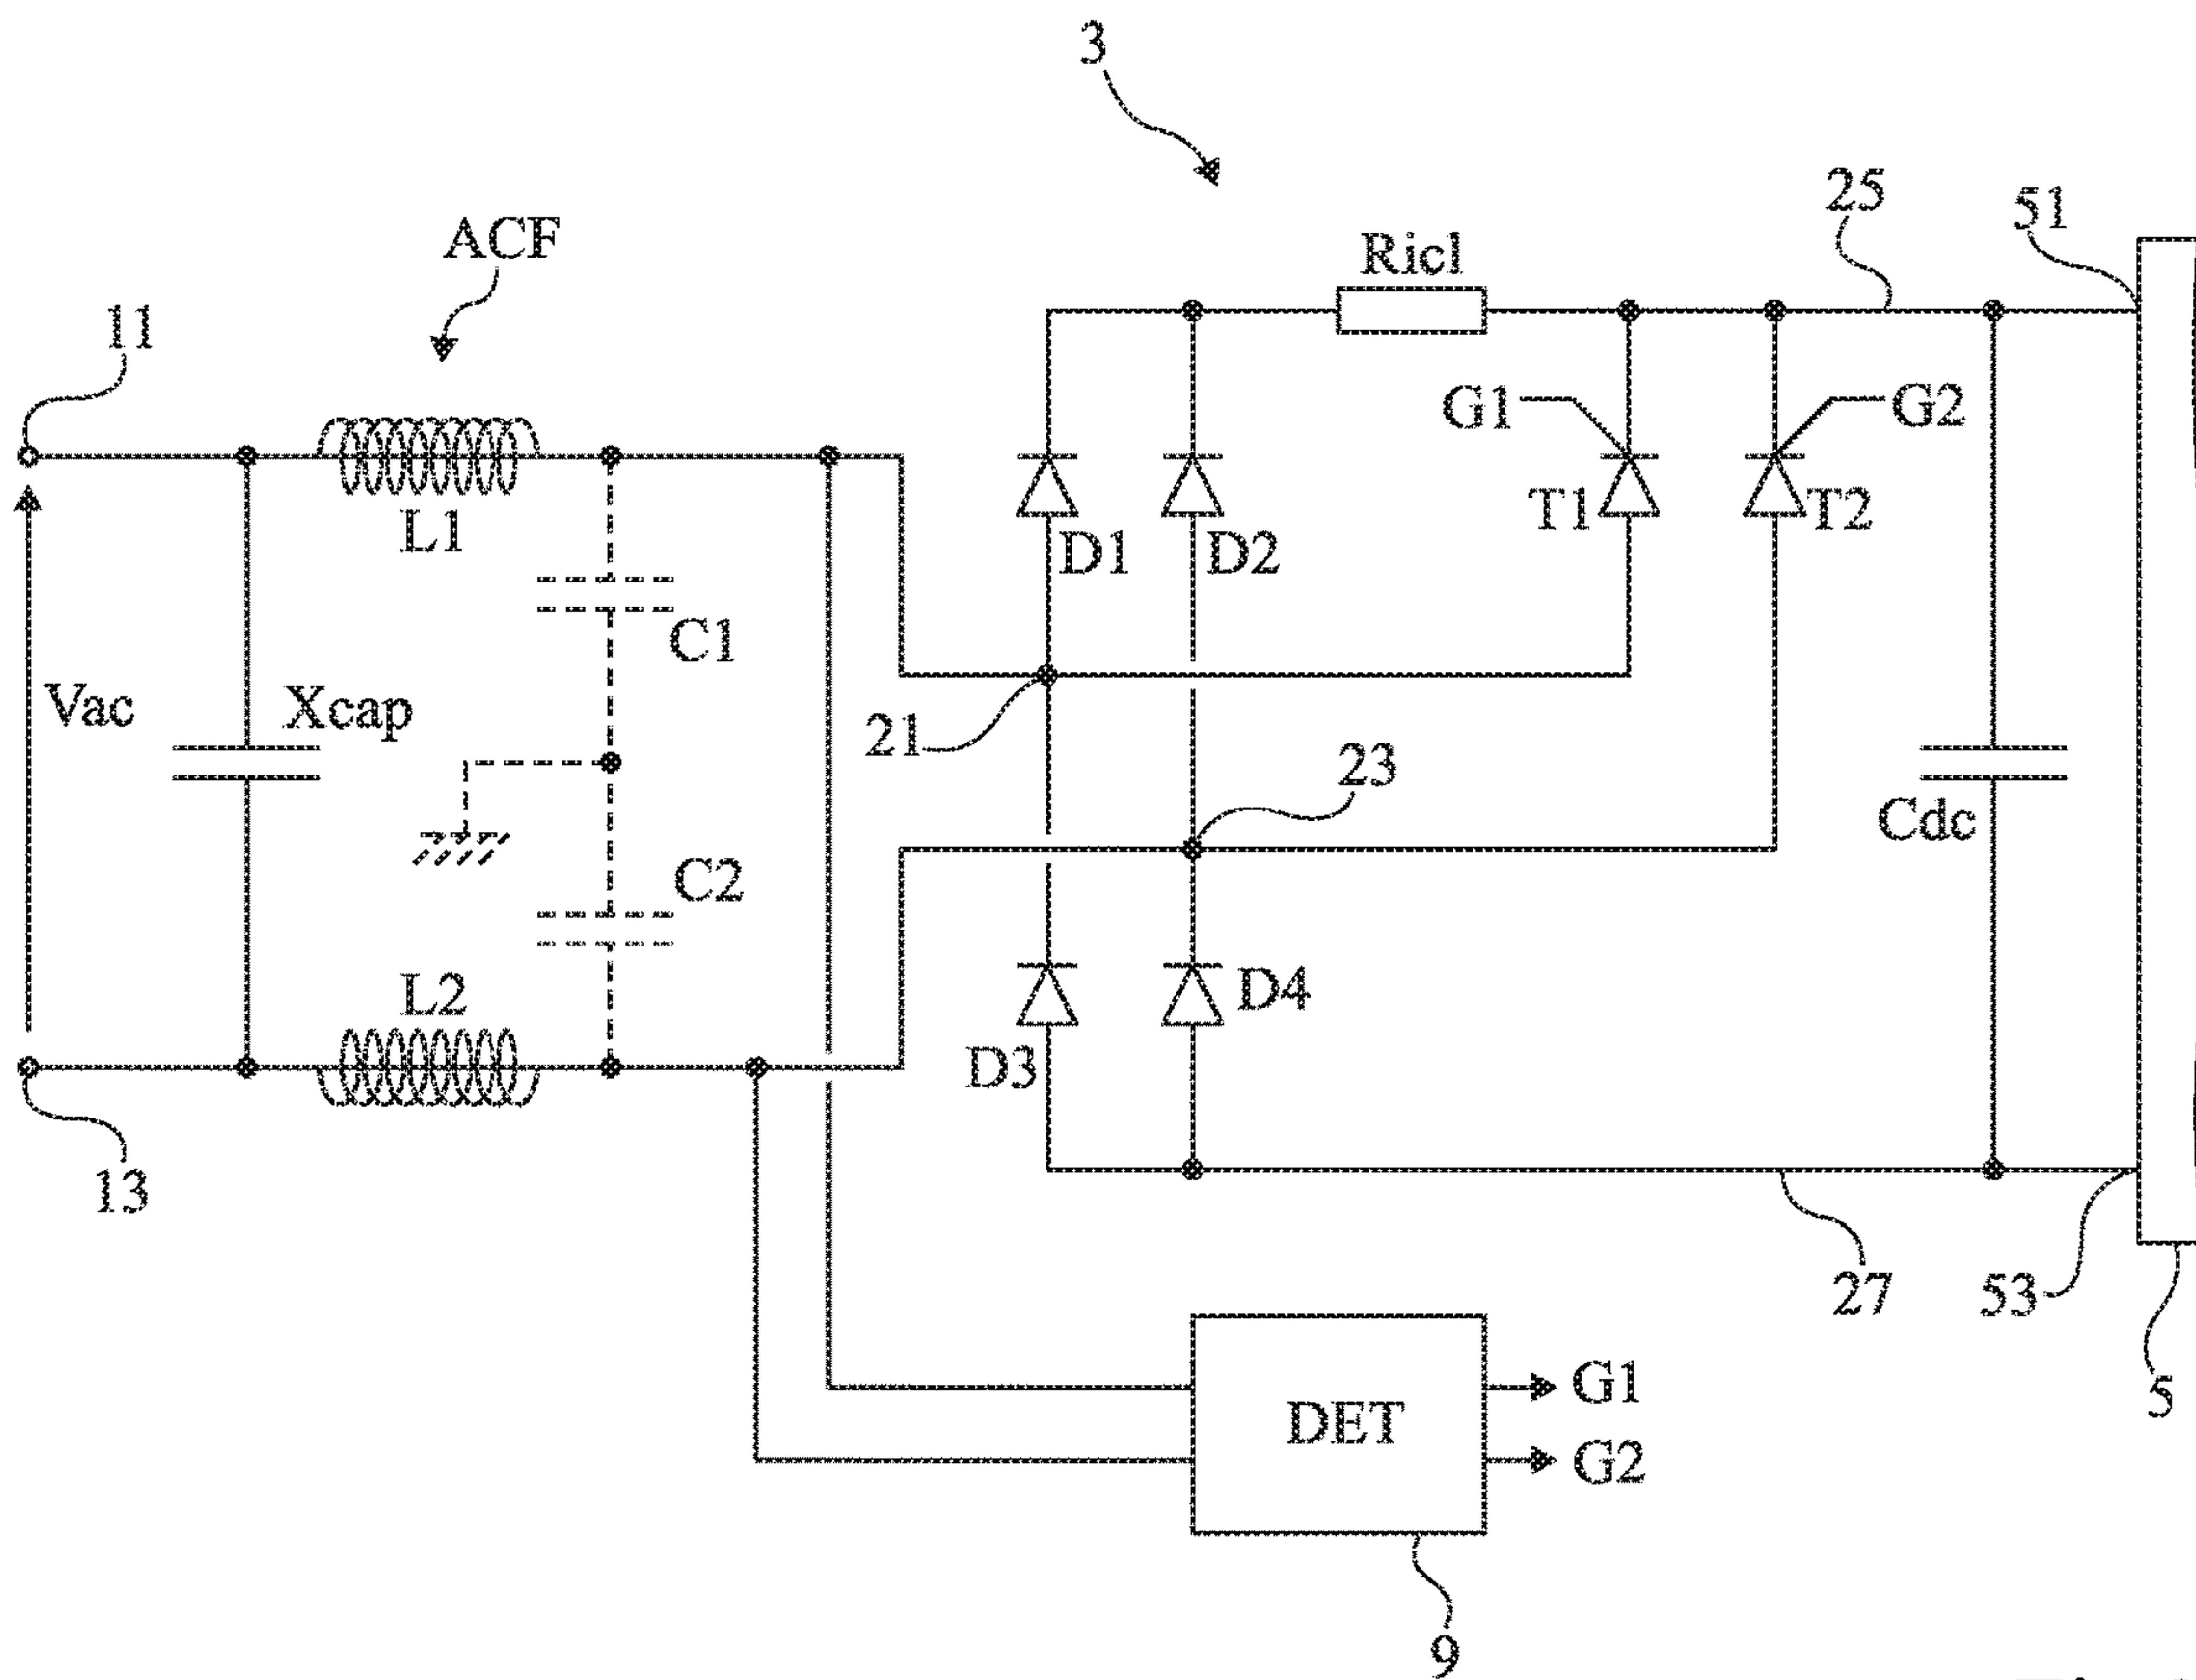 3
ACF
25
51
11
Ricl
G1
G2
L1
T1
T2
D1
D2
C1
Vac
Xcap
21
23
Cdc
C2
L2
D4
D3
13
27
53
DET
G1
G2
5
9